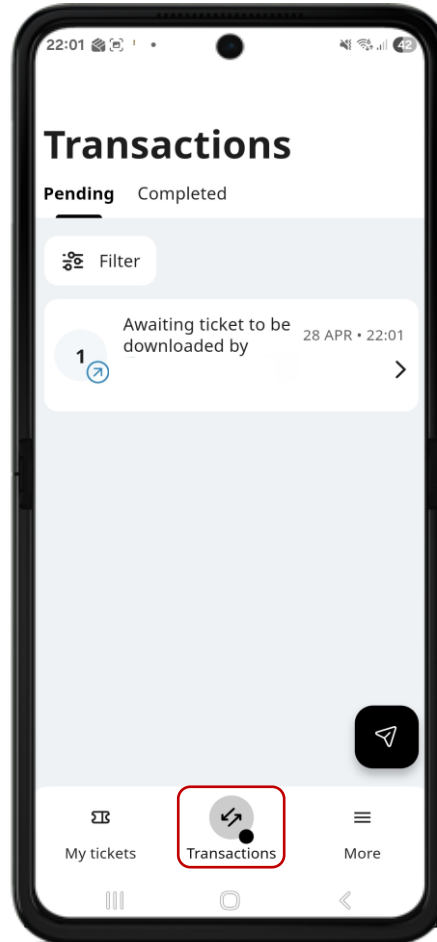 22:01
42
Transactions
Pending Completed
Filter
1
Awaiting ticket to be
downloaded by
28 APR • 22:01
My tickets Transactions More